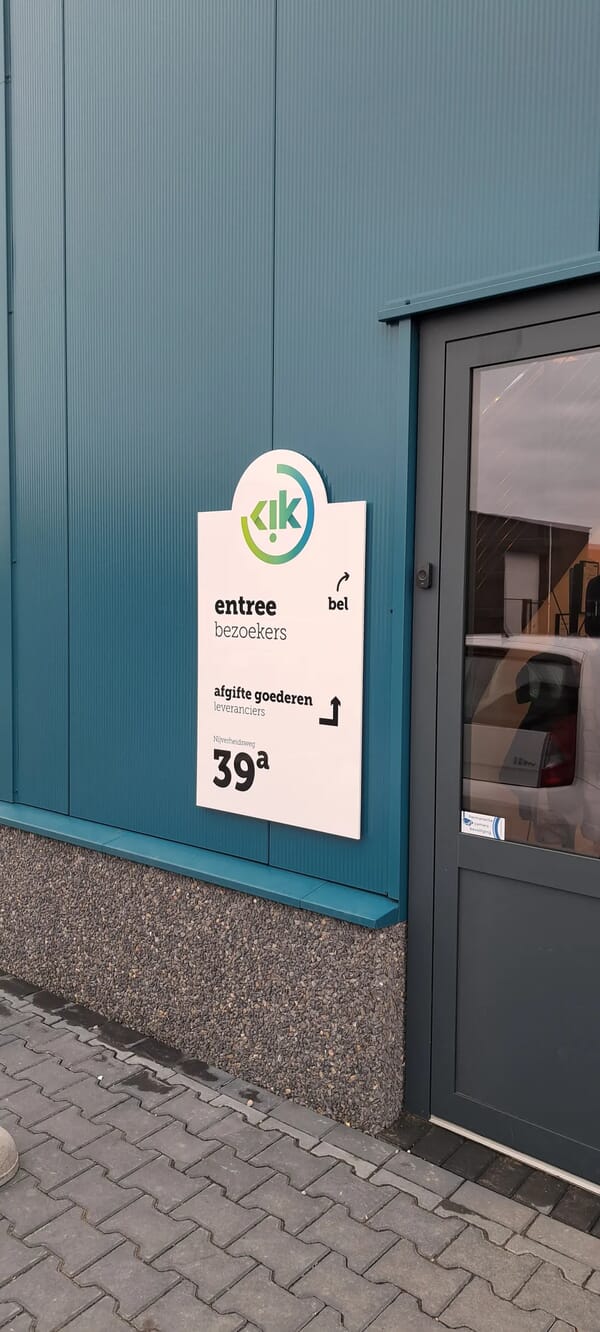 kik
entree
bezoekers
bel
afgifte goederen
leveranciers
Nijverheidsweg
39a